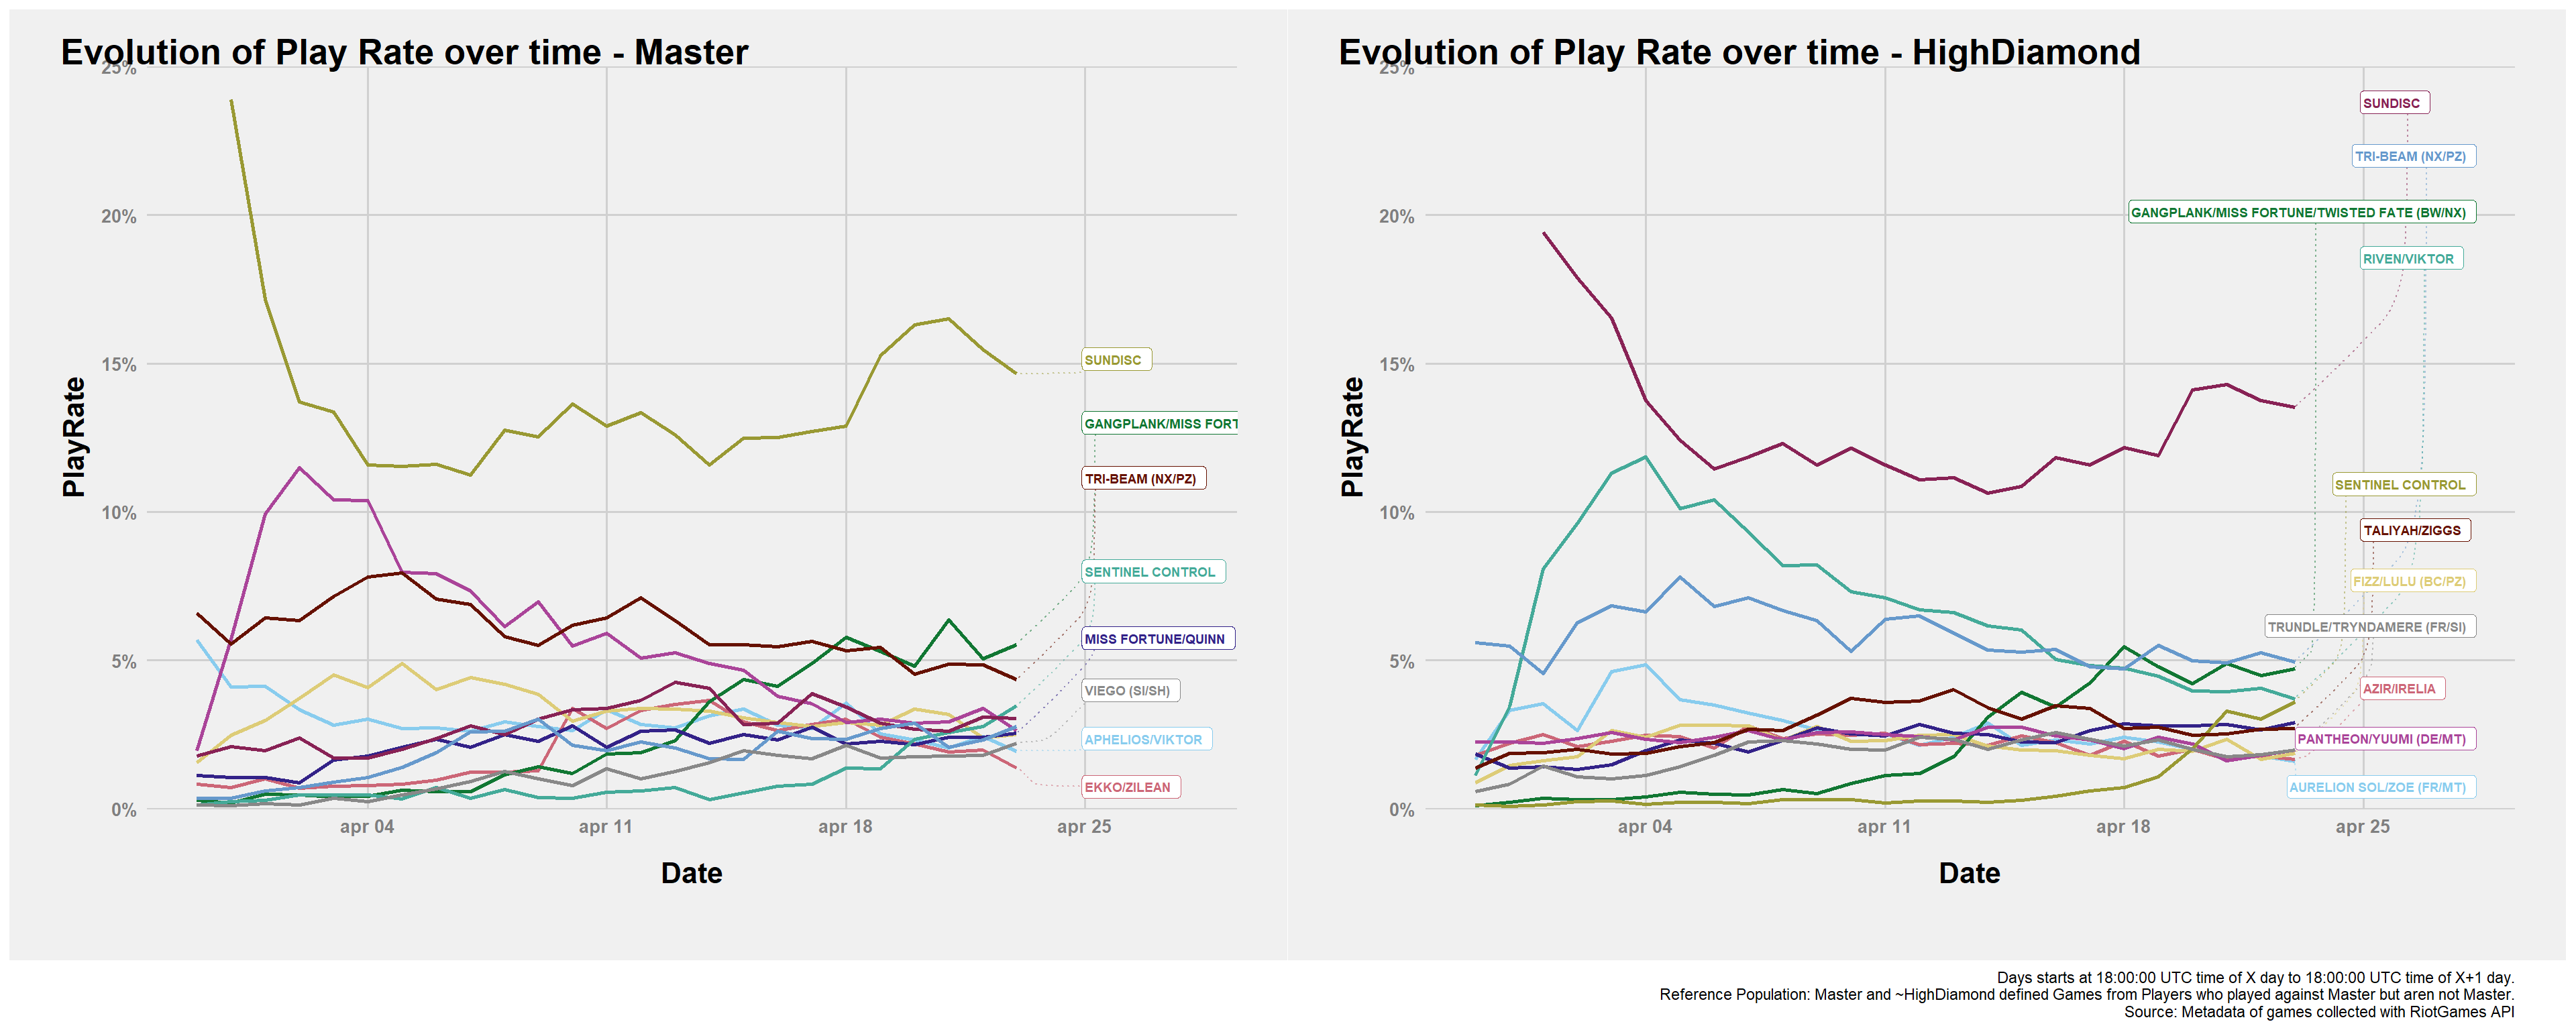 Evolution of Play Rate over time - Master
25%
20%
15%
10%
5%
0%
PlayRate
apr 04
apr 11
apr 18
apr 25
Date
SUNDISC
GANGPLANK/MISS FORT
TRI-BEAM (NX/PZ)
SENTINEL CONTROL
MISS FORTUNE/QUINN
VIEGO (SI/SH)
APHELIOS/VIKTOR
EKKO/ZILEAN
Evolution of Play Rate over time - HighDiamond
25%
20%
15%
10%
5%
0%
PlayRate
apr 04
apr 11
apr 18
apr 25
Date
SUNDISC
TRI-BEAM (NX/PZ)
GANGPLANK/MISS FORTUNE/TWISTED FATE (BW/NX)
RIVEN/VIKTOR
SENTINEL CONTROL
TALIYAH/ZIGGS
FIZZ/LULU (BC/PZ)
TRUNDLE/TRYNDAMERE (FR/SI)
AZIR/IRELIA
PANTHEON/YUUMI (DE/MT)
AURELION SOL/ZOE (FR/MT)
Days starts at 18:00:00 UTC time of X day to 18:00:00 UTC time of X+1 day.
Reference Population: Master and ~HighDiamond defined Games from Players who played against Master but aren not Master.
Source: Metadata of games collected with RiotGames API